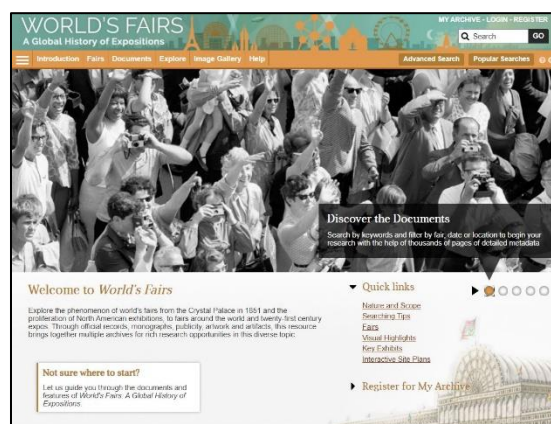 WORLD'S FAIRS
A Global History of Expositions
MY ARCHIVE - LOGIN - REGISTER
Search GO
Introduction Fairs Documents Explore Image Gallery Help
Advanced Search Popular Searches
Discover the Documents
Search by keywords and filter by fair, date or location to begin your
research with the help of thousands of pages of detailed metadata
Welcome to World's Fairs
Explore the phenomenon of world's fairs from the Crystal Palace in 1851 and the
proliferation of North American exhibitions, to fairs around the world and twenty-first century
expos. Through official records, monographs, publicity, artwork and artifacts, this resource
brings together multiple archives for rich research opportunities in this diverse topic.
Not sure where to start?
Let us guide you through the documents and
features of World's Fairs: A Global History of
Expositions.
Quick links
Nature and Scope
Searching Tips
Fairs
Visual Highlights
Key Exhibits
Interactive Site Plans
Register for My Archive